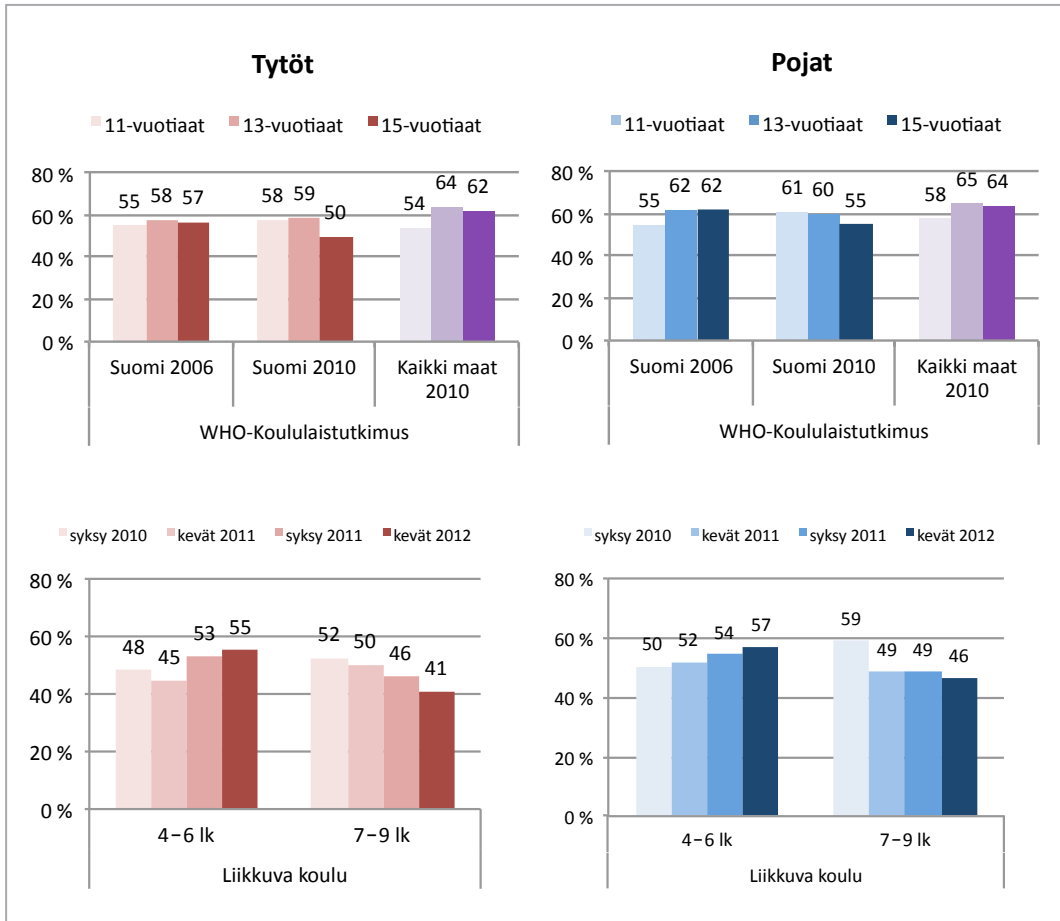 Tytöt
11-vuotiaat 13-vuotiaat 15-vuotiaat
80 %
60 %
40 %
20 %
0 %
55 58 57 58 59 50 54 64 62
Suomi 2006 Suomi 2010 Kaikki maat
2010
WHO-Koululaistutkimus
Pojat
11-vuotiaat 13-vuotiaat 15-vuotiaat
80 %
60 %
40 %
20 %
0 %
55 62 62 61 60 55 58 65 64
Suomi 2006 Suomi 2010 Kaikki maat
2010
WHO-Koululaistutkimus
syksy 2010 kevät 2011 syksy 2011 kevät 2012
80 %
60 %
40 %
20 %
0 %
48 45 53 55 52 50 46 41
4–6 lk 7–9 lk
Liikkuva koulu
syksy 2010 kevät 2011 syksy 2011 kevät 2012
80 %
60 %
40 %
20 %
0 %
50 52 54 57 59 49 49 46
4–6 lk 7–9 lk
Liikkuva koulu